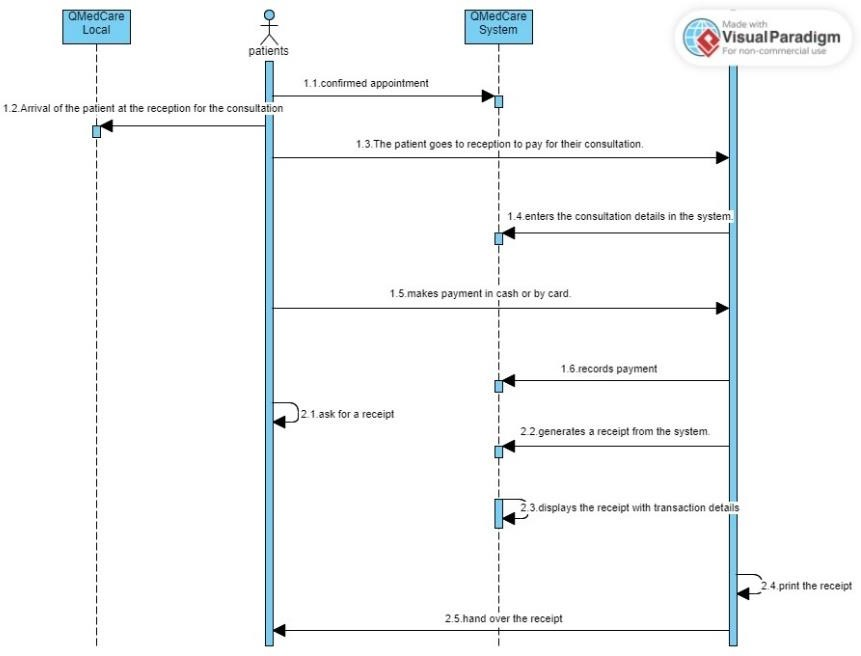 QMedCare
Local
patients
QMedCare
System
Made with
VisualParadigm
For non-commercial use
1.1.confirmed appointment
1.2.Arrival of the patient at the reception for the consultation
1.3.The patient goes to reception to pay for their consultation.
1.4.enters the consultation details in the system.
1.5.makes payment in cash or by card.
1.6.records payment
2.1.ask for a receipt
2.2.generates a receipt from the system.
2.3.displays the receipt with transaction details
2.4.print the receipt
2.5.hand over the receipt